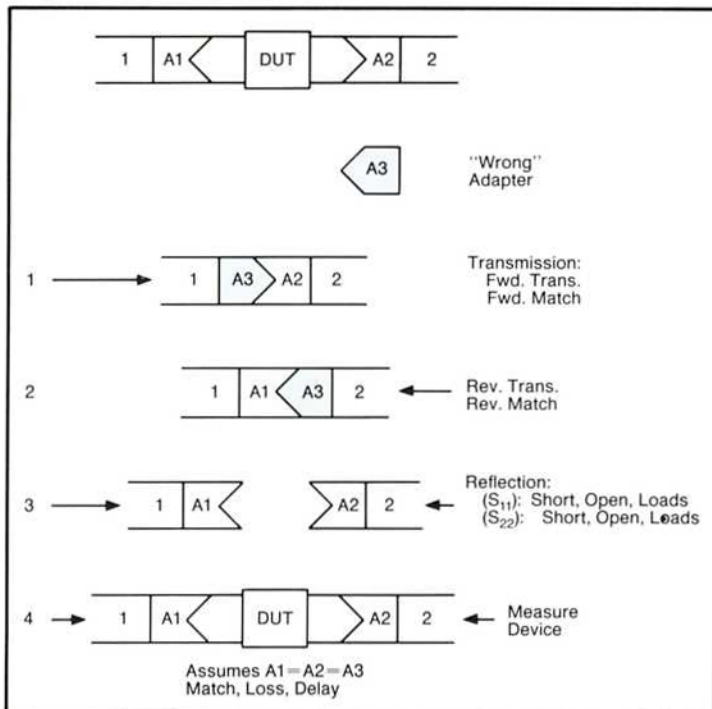 1 A1 DUT A2 2
A3
"Wrong"
Adapter
1
1 A3 A2 2
Transmission:
Fwd. Trans.
Fwd. Match
2
1 A1 A3 2
Rev. Trans.
Rev. Match
3
1 A1 A2 2
Reflection:
(S11): Short, Open, Loads
(S22): Short, Open, Loads
4
1 A1 DUT A2 2
Measure
Device
Assumes A1=A2=A3
Match, Loss, Delay